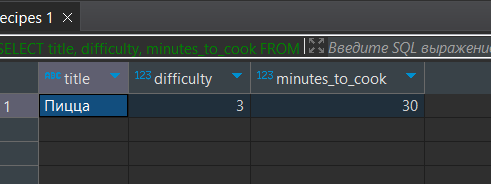 ecipes 1
SELECT title, difficulty, minutes_to_cook FROM Введите SQL выражение
ABC title 123 difficulty 123 minutes_to_cook
1 Пицца 3 30